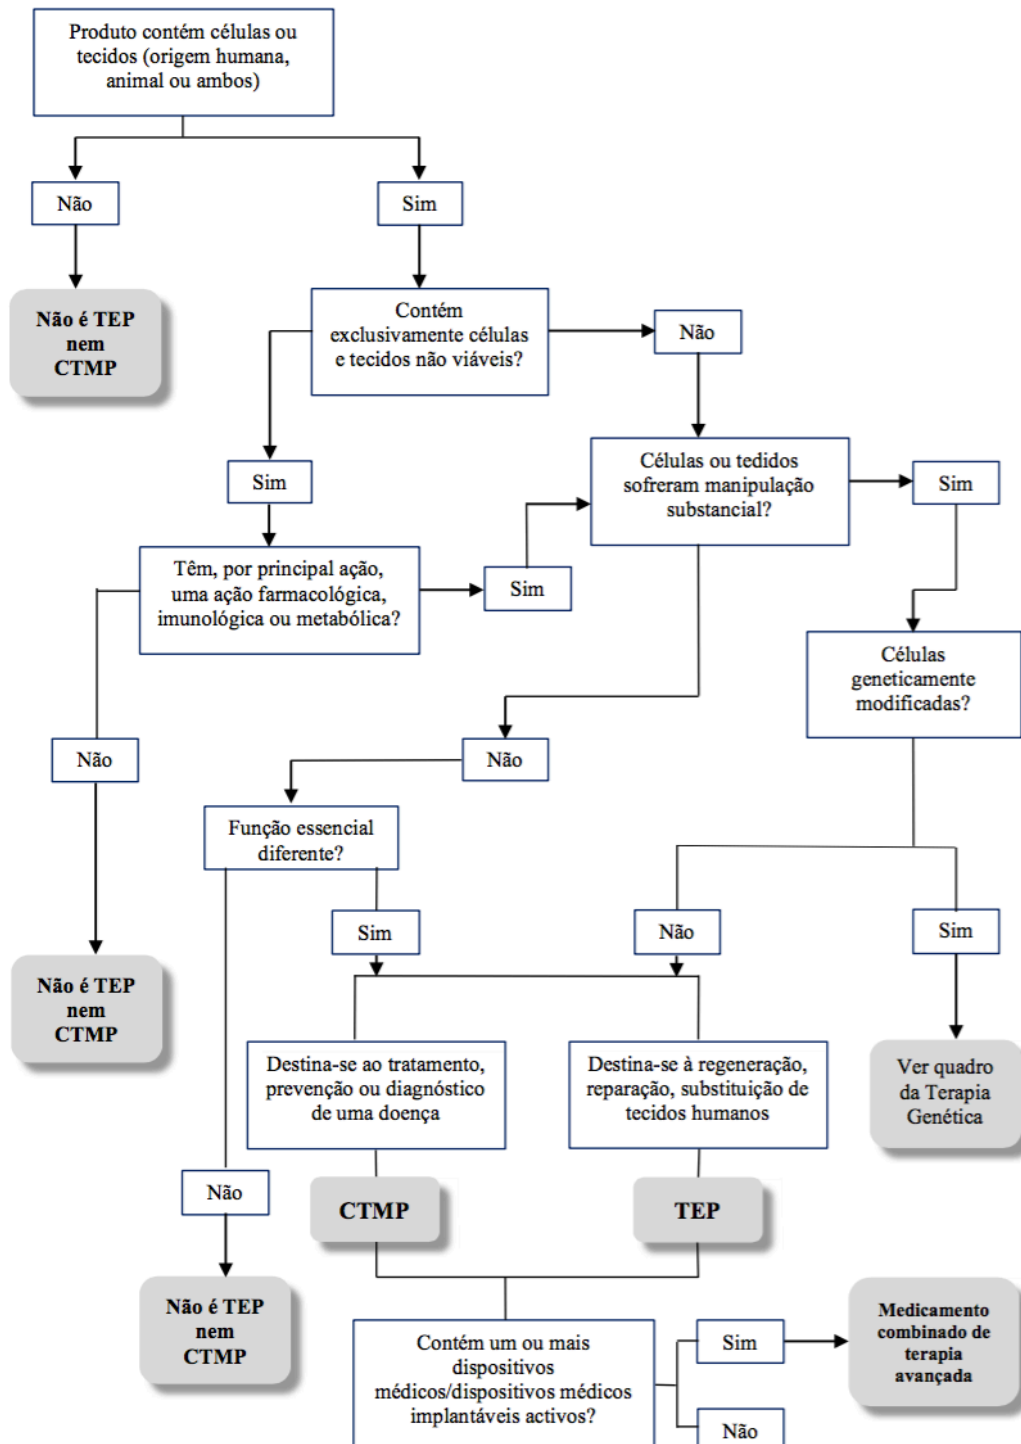 Produto contém células ou
tecidos (origem humana,
animal ou ambos)
Não
Sim
Não é TEP
nem
CTMP
Contém
exclusivamente células
e tecidos não viáveis?
Não
Sim
Células ou tedidos
sofreram manipulação
substancial?
Sim
Têm, por principal ação,
uma ação farmacológica,
imunológica ou metabólica?
Sim
Células
geneticamente
modificadas?
Não
Não
Função essencial
diferente?
Sim
Não
Sim
Não é TEP
nem
CTMP
Destina-se ao tratamento,
prevenção ou diagnóstico
de uma doença
Destina-se à regeneração,
reparação, substituição de
tecidos humanos
Ver quadro
da Terapia
Genética
Não
CTMP
TEP
Não é TEP
nem
CTMP
Contém um ou mais
dispositivos
médicos/dispositivos médicos
implantáveis activos?
Sim
Medicamento
combinado de
terapia
avançada
Não